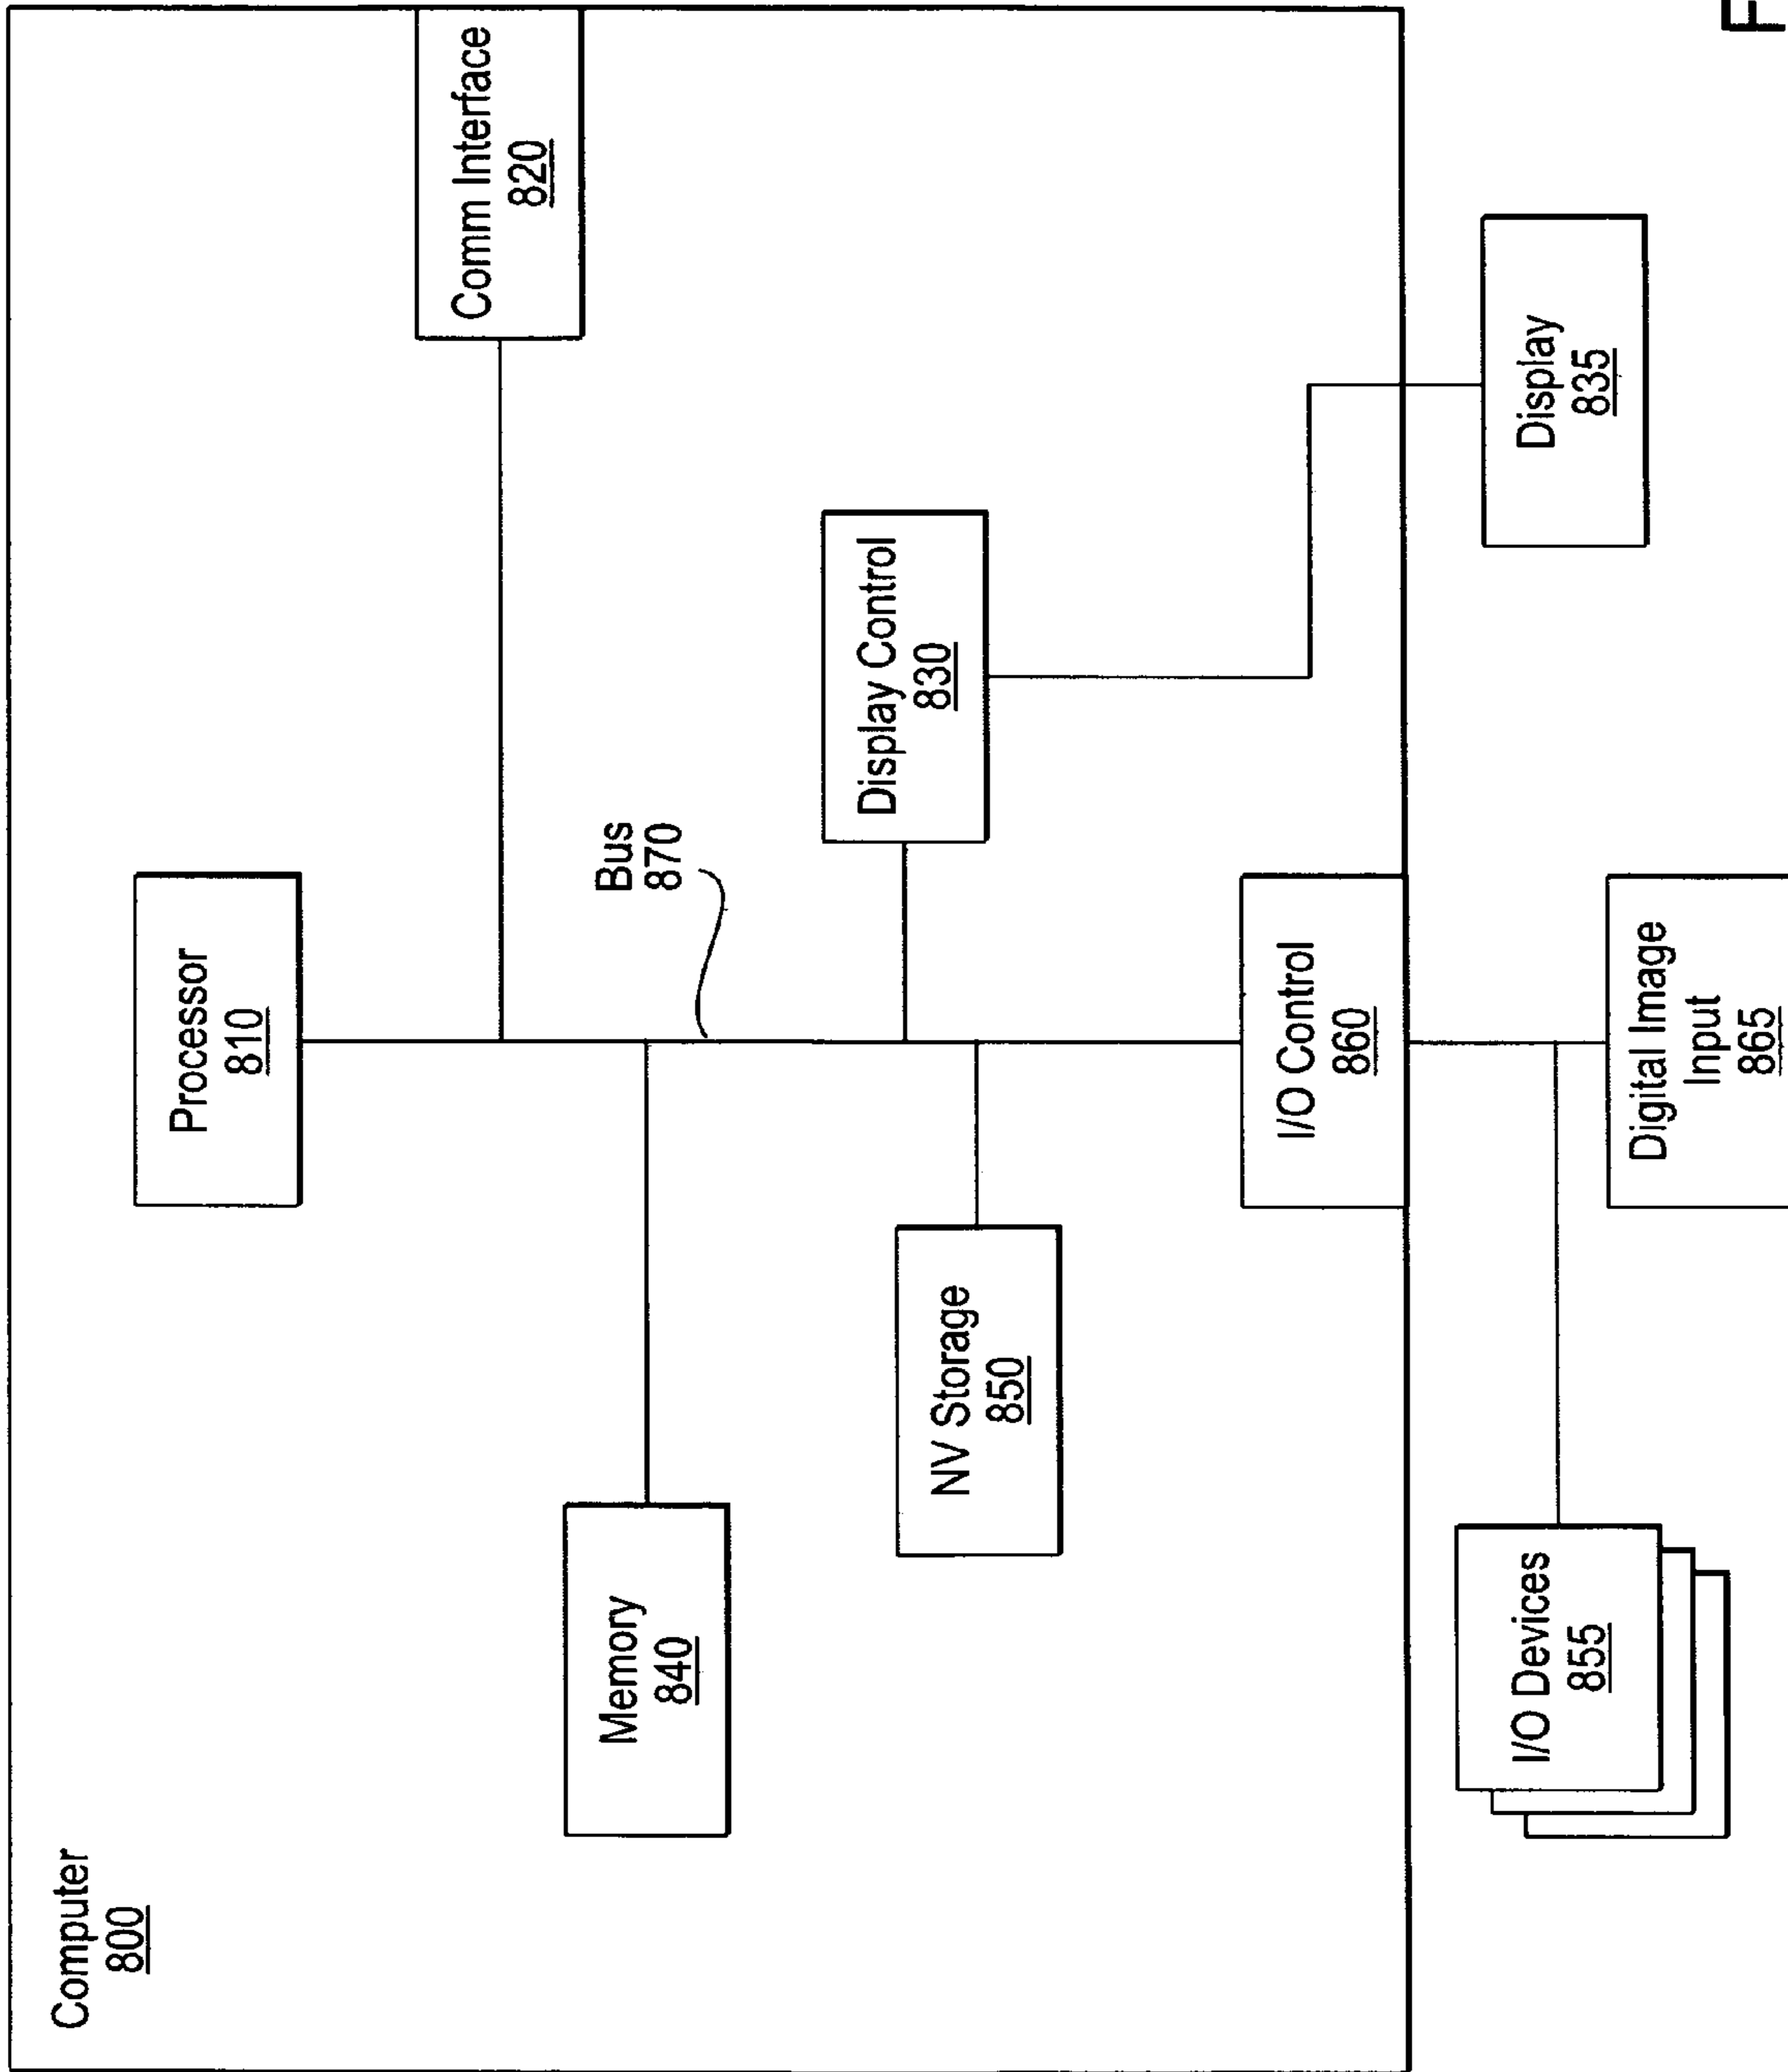 Computer
800
Processor
810
Comm Interface
820
Memory
840
Bus
870
Display Control
830
NV Storage
850
I/O Control
860
I/O Devices
855
Digital Image
Input
865
Display
835
F